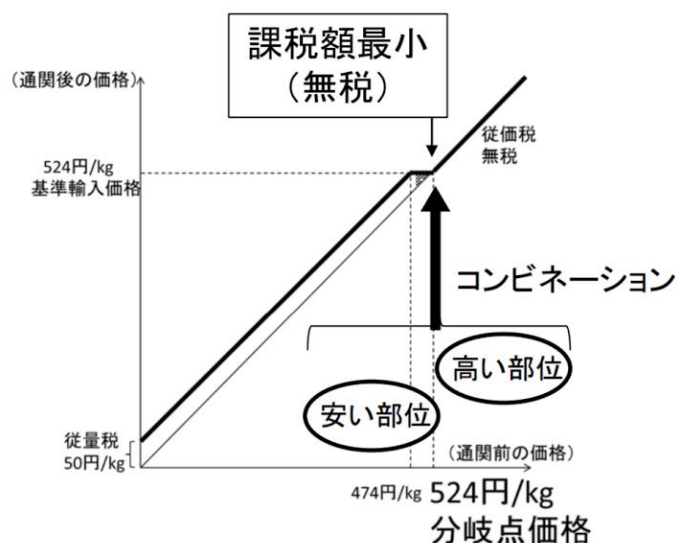 課税額最小
（無税）
（通関後の価格）
従価税
無税
524円/kg
基準輸入価格
コンビネーション
高い部位
安い部位
従量税
50円/kg
（通関前の価格）
474円/kg
524円/kg
分岐点価格